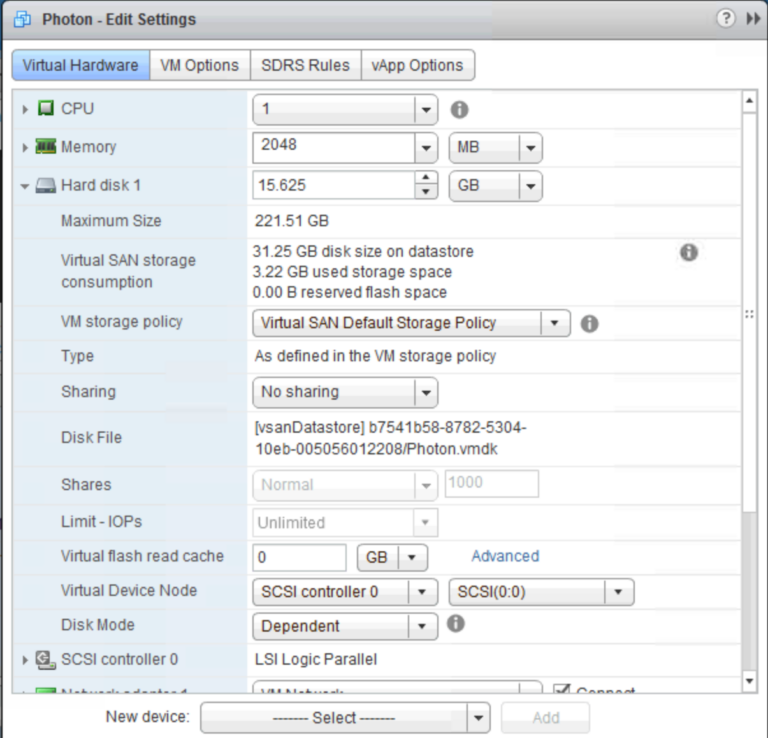 Photon - Edit Settings
Virtual Hardware VM Options SDRS Rules vApp Options
CPU 1
Memory 2048 MB
Hard disk 1 15.625 GB
Maximum Size 221.51 GB
Virtual SAN storage consumption
31.25 GB disk size on datastore
3.22 GB used storage space
0.00 B reserved flash space
VM storage policy Virtual SAN Default Storage Policy
Type As defined in the VM storage policy
Sharing No sharing
Disk File
[vsanDatastore] b7541b58-8782-5304-
10eb-005056012208/Photon.vmdk
Shares Normal 1000
Limit - IOPs Unlimited
Virtual flash read cache 0 GB Advanced
Virtual Device Node SCSI controller 0 SCSI(0:0)
Disk Mode Dependent
SCSI controller 0 LSI Logic Parallel
Network adapter 1 VM Network Connect
New device: ------- Select ------- Add